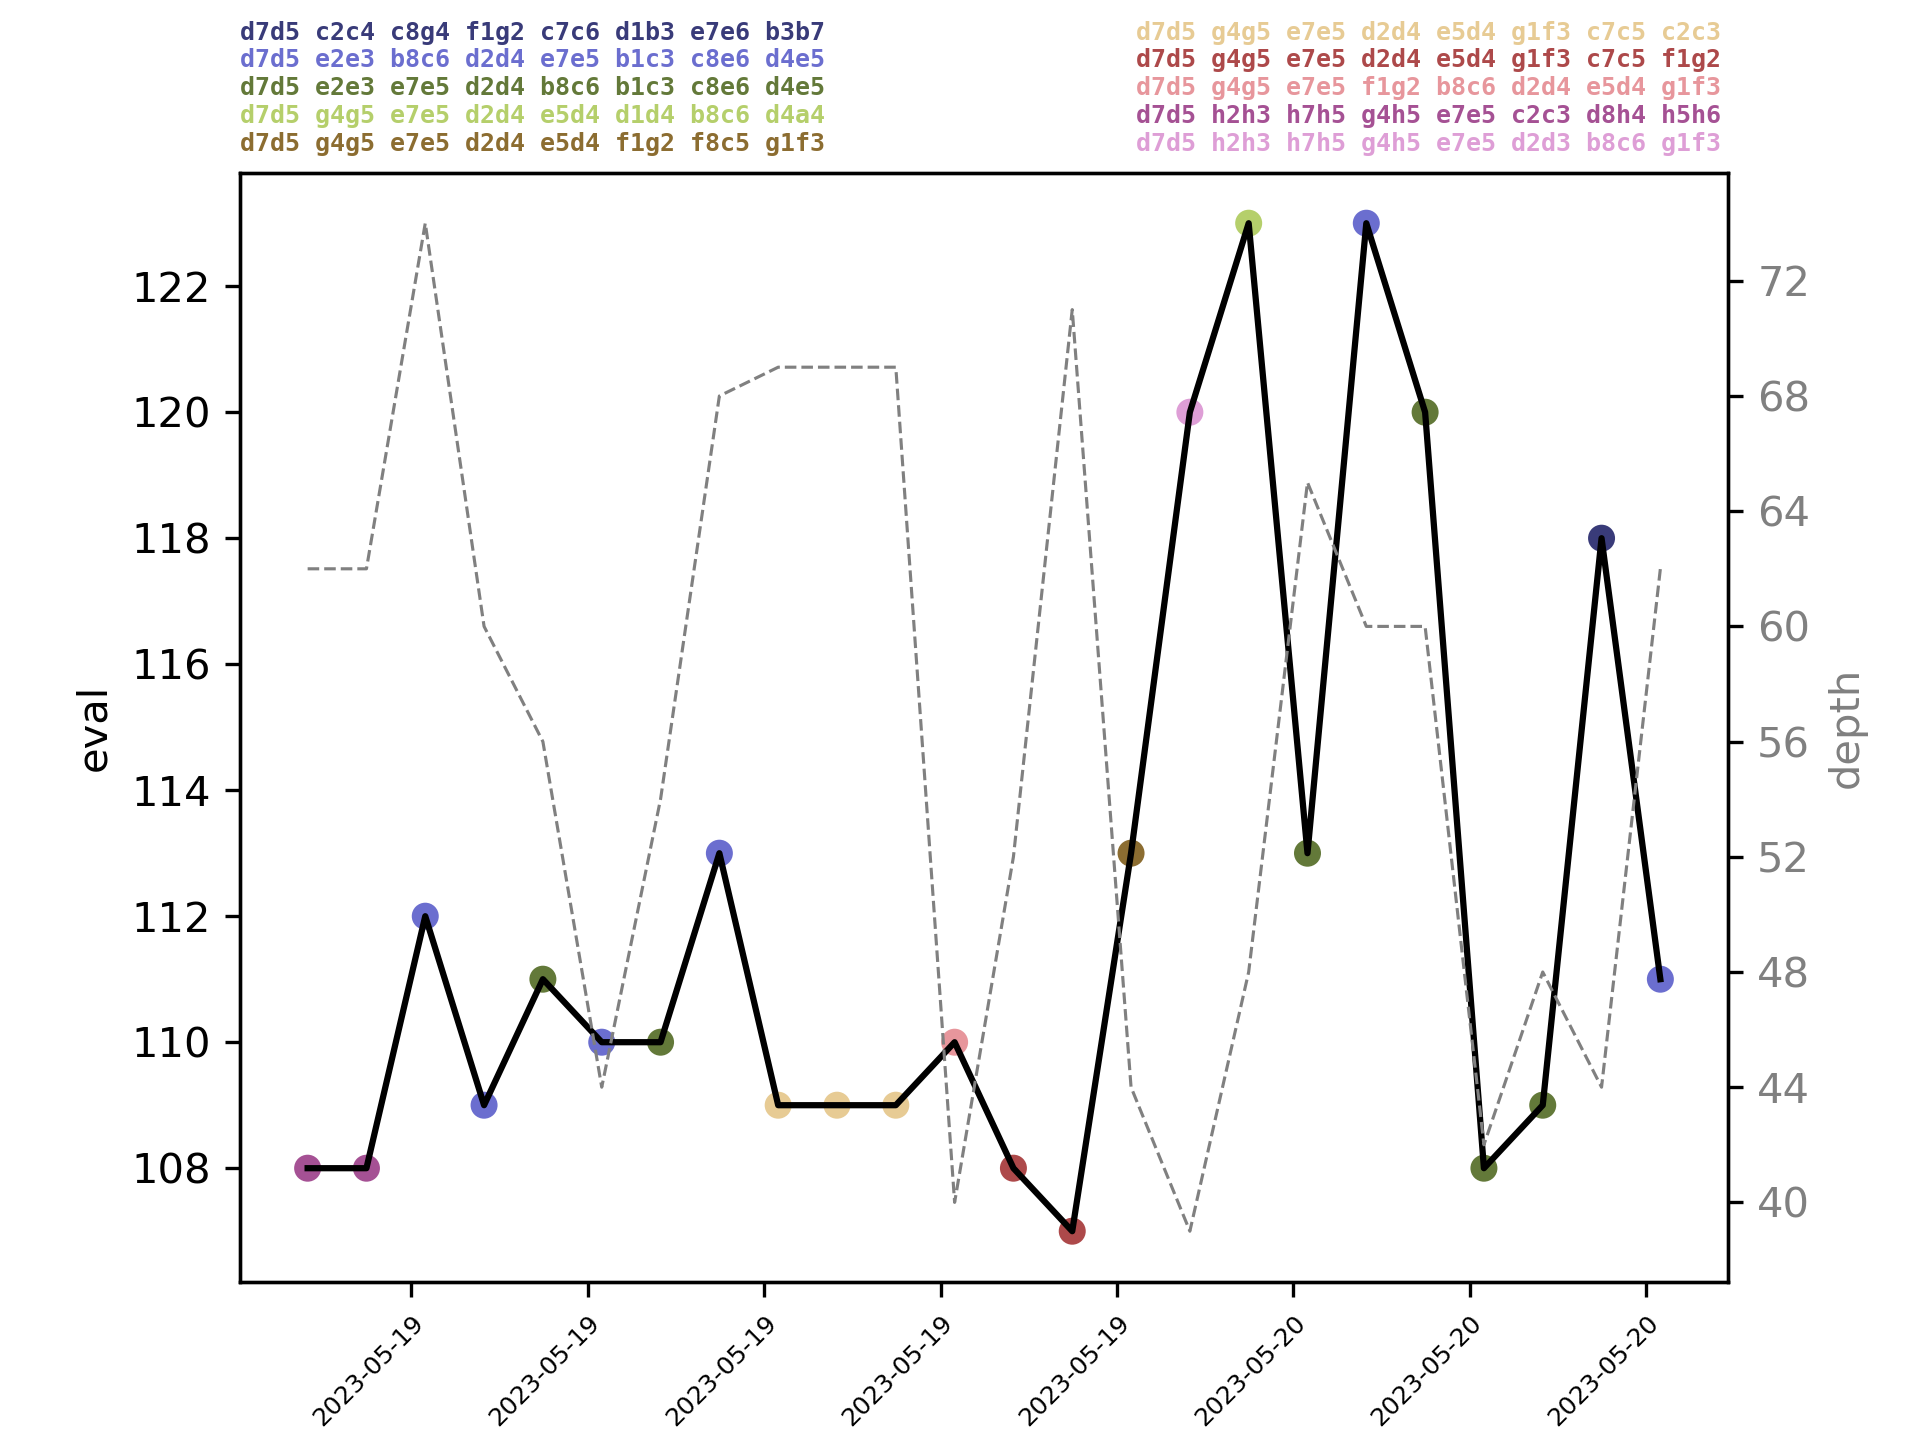 d7d5 c2c4 c8g4 f1g2 c7c6 d1b3 e7e6 b3b7
d7d5 e2e3 b8c6 d2d4 e7e5 b1c3 c8e6 d4e5
d7d5 e2e3 e7e5 d2d4 b8c6 b1c3 c8e6 d4e5
d7d5 g4g5 e7e5 d2d4 e5d4 d1d4 b8c6 d4a4
d7d5 g4g5 e7e5 d2d4 e5d4 f1g2 f8c5 g1f3
d7d5 g4g5 e7e5 d2d4 e5d4 g1f3 c7c5 c2c3
d7d5 g4g5 e7e5 d2d4 e5d4 g1f3 c7c5 f1g2
d7d5 g4g5 e7e5 f1g2 b8c6 d2d4 e5d4 g1f3
d7d5 h2h3 h7h5 g4h5 e7e5 c2c3 d8h4 h5h6
d7d5 h2h3 h7h5 g4h5 e7e5 d2d3 b8c6 g1f3
eval
122
120
118
116
114
112
110
108
72
68
64
60
56
52
48
44
40
depth
2023-05-19
2023-05-19
2023-05-19
2023-05-19
2023-05-19
2023-05-20
2023-05-20
2023-05-20